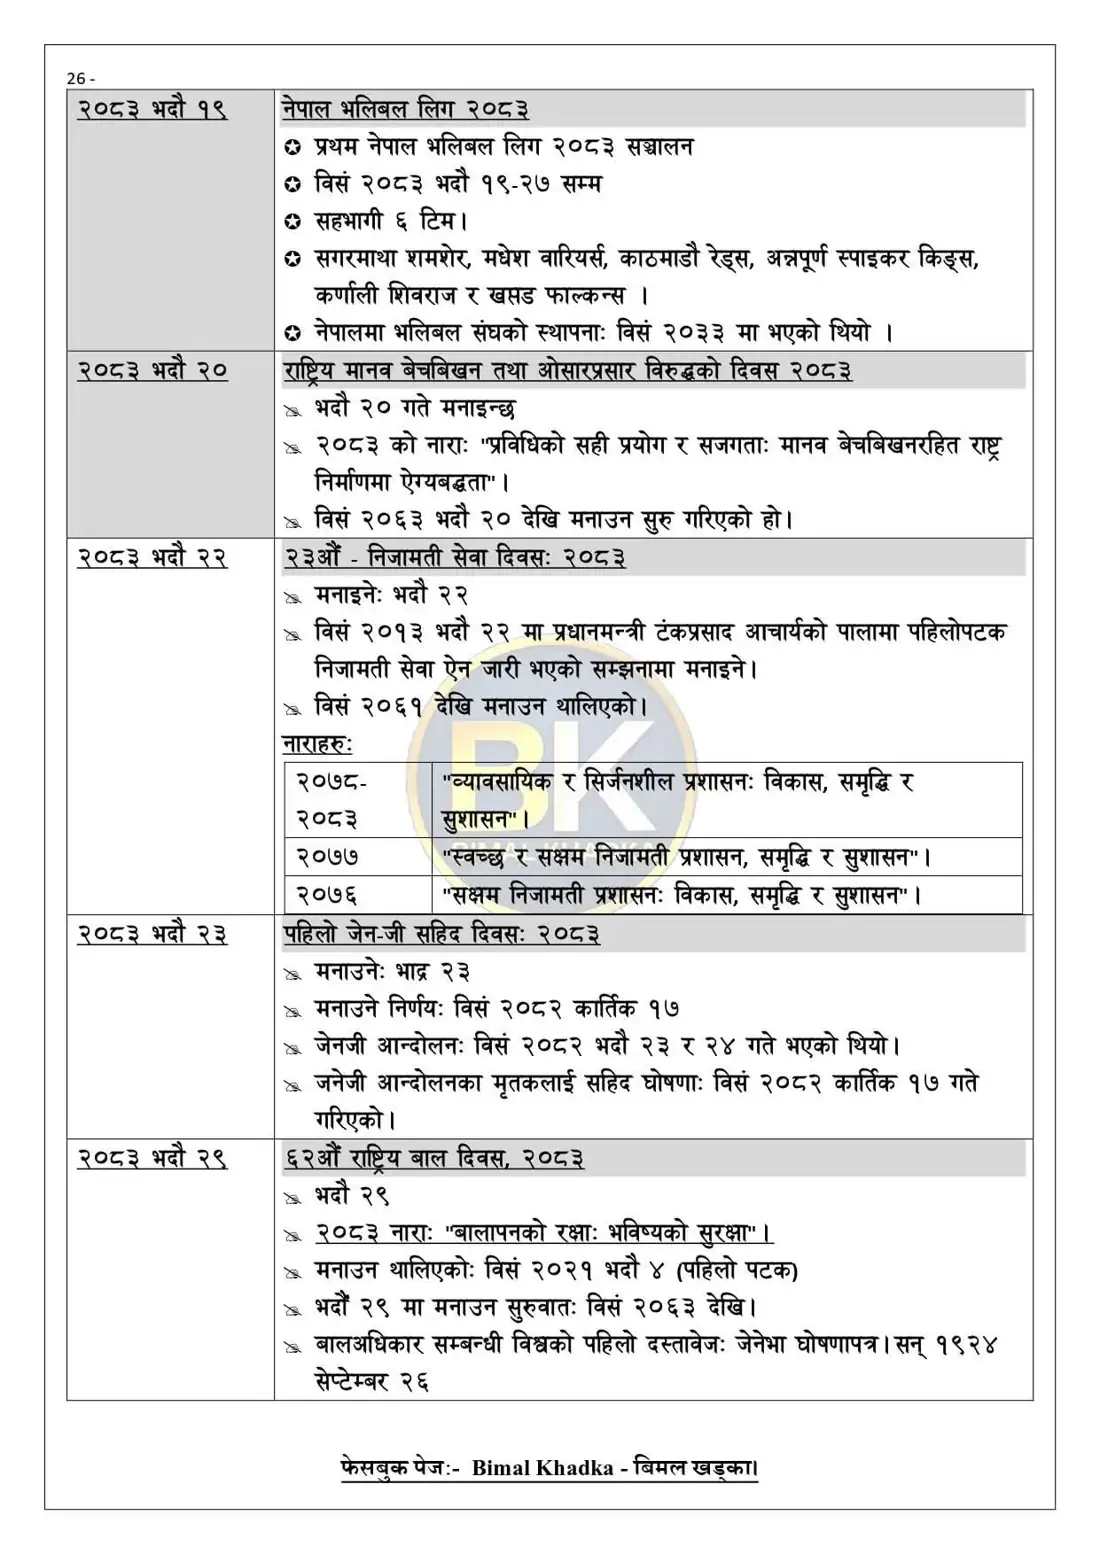 26 -
२०८३ भदौ १९
नेपाल भलिबल लिग २०८३
✪ प्रथम नेपाल भलिबल लिग २०८३ सञ्चालन
✪ विसं २०८३ भदौ १९-२७ सम्म
✪ सहभागी ६ टिम।
✪ सगरमाथा शमशेर, मधेश वारियर्स, काठमाडौ रेड्स, अन्नपूर्ण स्पाइकर किङ्स,
कर्णाली शिवराज र खप्तड फाल्कन्स ।
✪ नेपालमा भलिबल संघको स्थापनाः विसं २०३३ मा भएको थियो ।
२०८३ भदौ २०
राष्ट्रिय मानव बेचबिखन तथा ओसारप्रसार विरुद्धको दिवस २०८३
भदौ २० गते मनाइन्छ
२०८३ को नाराः "प्रविधिको सही प्रयोग र सजगताः मानव बेचबिखनरहित राष्ट्र
निर्माणमा ऐग्यबद्धता"।
विसं २०६३ भदौ २० देखि मनाउन सुरु गरिएको हो।
२०८३ भदौ २२
२३औं - निजामती सेवा दिवसः २०८३
मनाइनेः भदौ २२
विसं २०१३ भदौ २२ मा प्रधानमन्त्री टंकप्रसाद आचार्यको पालामा पहिलोपटक
निजामती सेवा ऐन जारी भएको सम्झनामा मनाइने।
विसं २०६१ देखि मनाउन थालिएको।
नाराहरुः
२०७८-
२०८३
"व्यावसायिक र सिर्जनशील प्रशासनः विकास, समृद्धि र
सुशासन"।
२०७७
"स्वच्छ र सक्षम निजामती प्रशासन, समृद्धि र सुशासन"।
२०७६
"सक्षम निजामती प्रशासनः विकास, समृद्धि र सुशासन"।
BK
BIMAL KHADKA
२०८३ भदौ २३
पहिलो जेन-जी सहिद दिवसः २०८३
मनाउनेः भाद्र २३
मनाउने निर्णयः विसं २०८२ कार्तिक १७
जेनजी आन्दोलनः विसं २०८२ भदौ २३ र २४ गते भएको थियो।
जनेजी आन्दोलनका मृतकलाई सहिद घोषणाः विसं २०८२ कार्तिक १७ गते
गरिएको।
२०८३ भदौ २९
६२औं राष्ट्रिय बाल दिवस, २०८३
भदौ २९
२०८३ नाराः "बालापनको रक्षाः भविष्यको सुरक्षा"।
मनाउन थालिएकोः विसं २०२१ भदौ ४ (पहिलो पटक)
भदौं २९ मा मनाउन सुरुवातः विसं २०६३ देखि।
बालअधिकार सम्बन्धी विश्वको पहिलो दस्तावेजः जेनेभा घोषणापत्र। सन् १९२४
सेप्टेम्बर २६
फेसबुक पेजः- Bimal Khadka - बिमल खड्का।